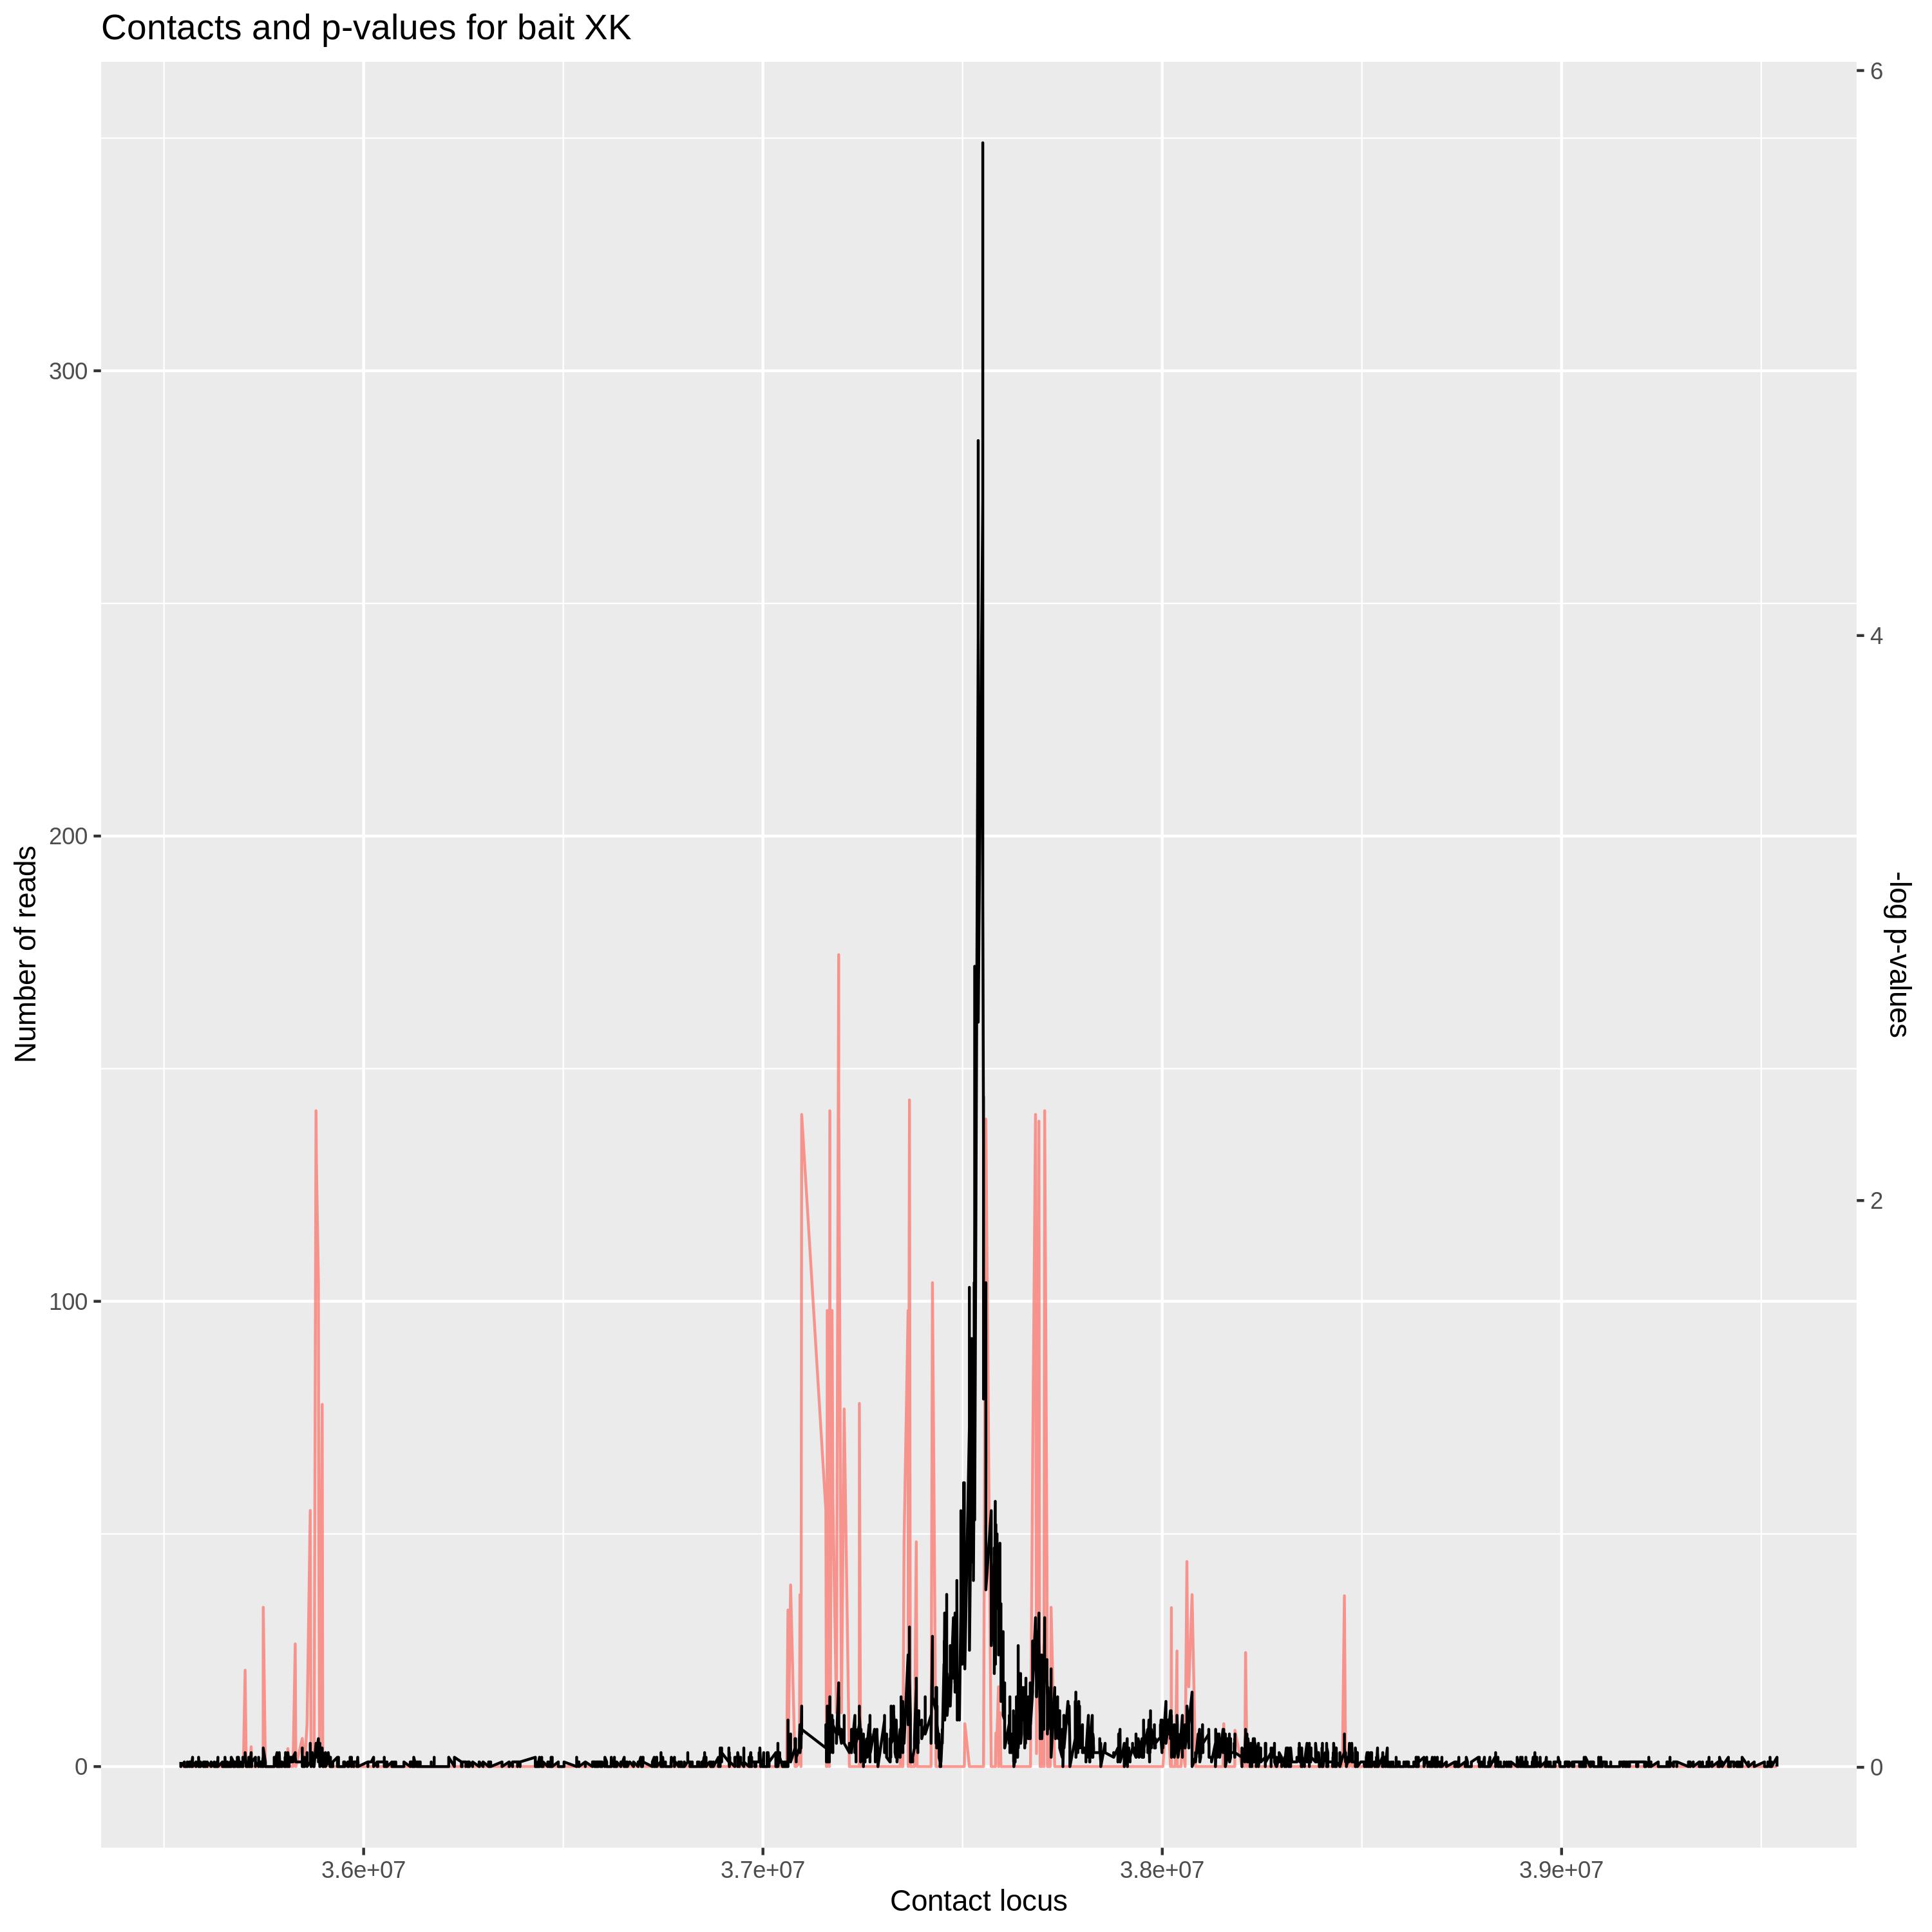 Contacts and p-values for bait XK
6
300
4
200
Number of reads
-log p-values
2
100
0
0
3.6e+07
3.7e+07
3.8e+07
3.9e+07
Contact locus